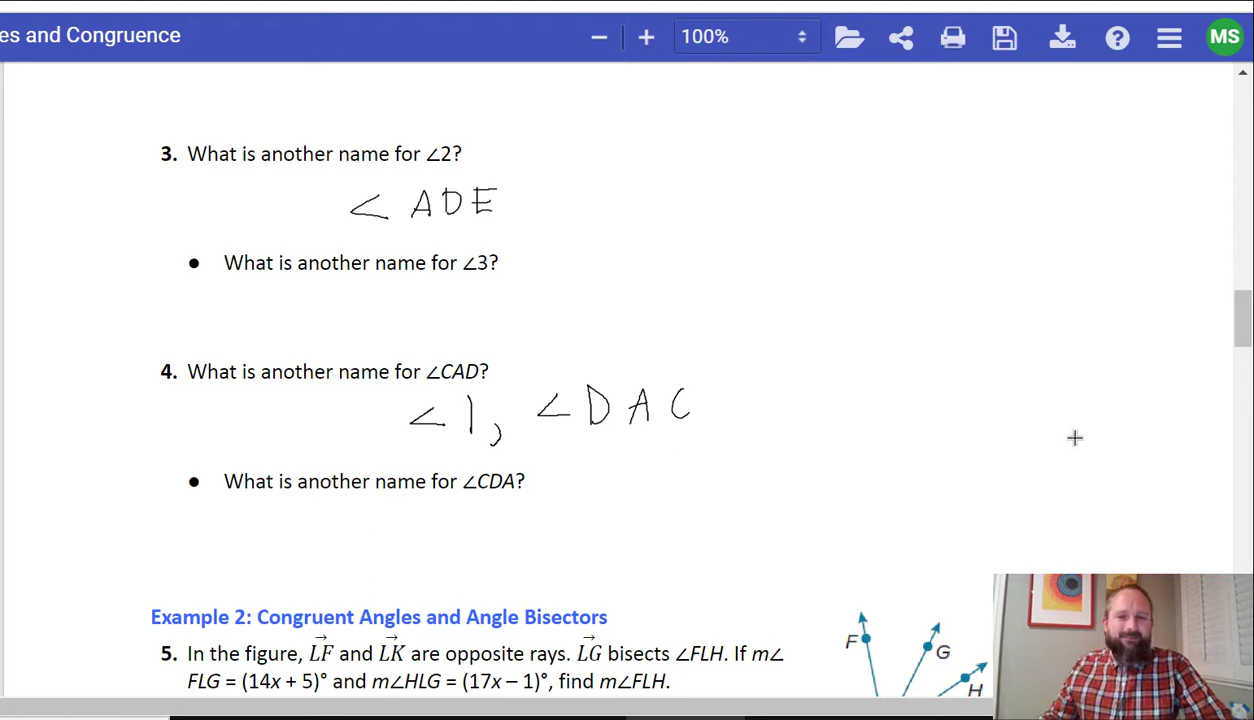 es and Congruence
100%
MS
3. What is another name for ∠2?
∠ ADE
● What is another name for ∠3?
4. What is another name for ∠CAD?
∠1, ∠DAC
● What is another name for ∠CDA?
Example 2: Congruent Angles and Angle Bisectors
5. In the figure, L⃗F⃗ and L⃗K⃗ are opposite rays. L⃗G⃗ bisects ∠FLH. If m∠
FLG = (14x + 5)° and m∠HLG = (17x – 1)°, find m∠FLH.
F
G
H